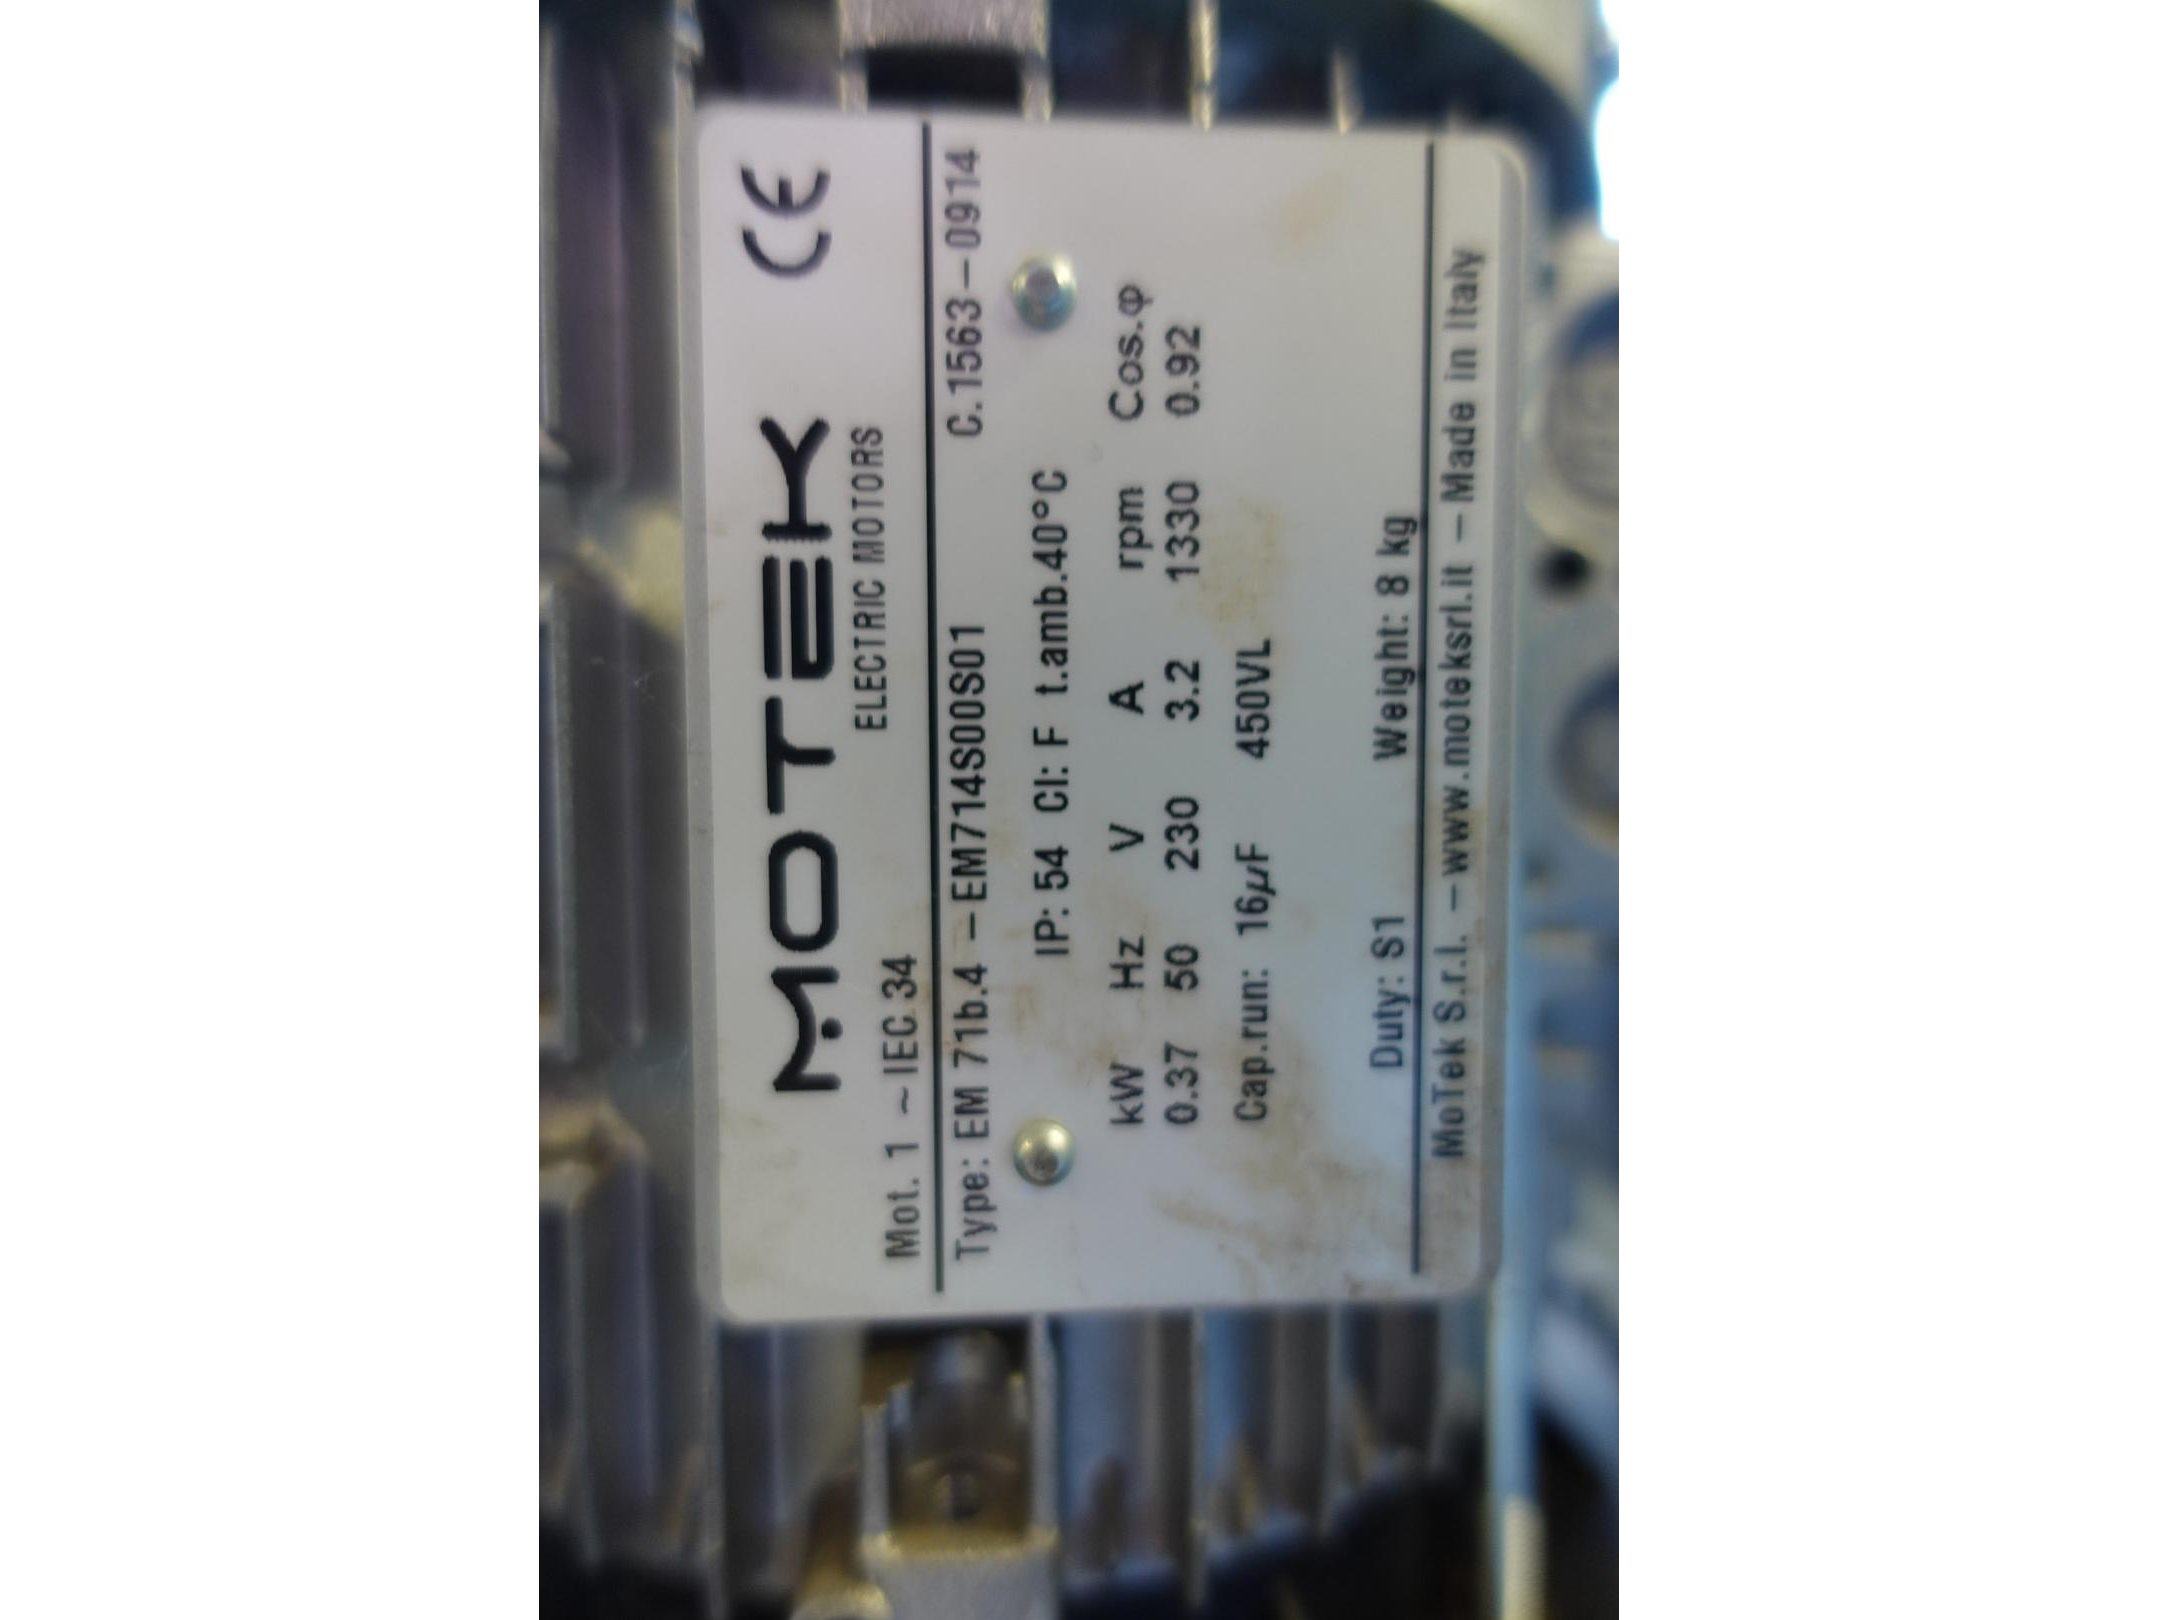 MOTEK CE
ELECTRIC MOTORS
Mot. 1 ~ IEC 34
Type: EM 71b.4 – EM714S00S01 C.1563–0914
IP: 54 Cl: F t.amb.40°C
kW Hz V A rpm Cos.φ
0.37 50 230 3.2 1330 0.92
Cap.run: 16µF 450VL
Duty: S1 Weight: 8 kg
MoTek S.r.l. – www.moteksrl.it – Made in Italy